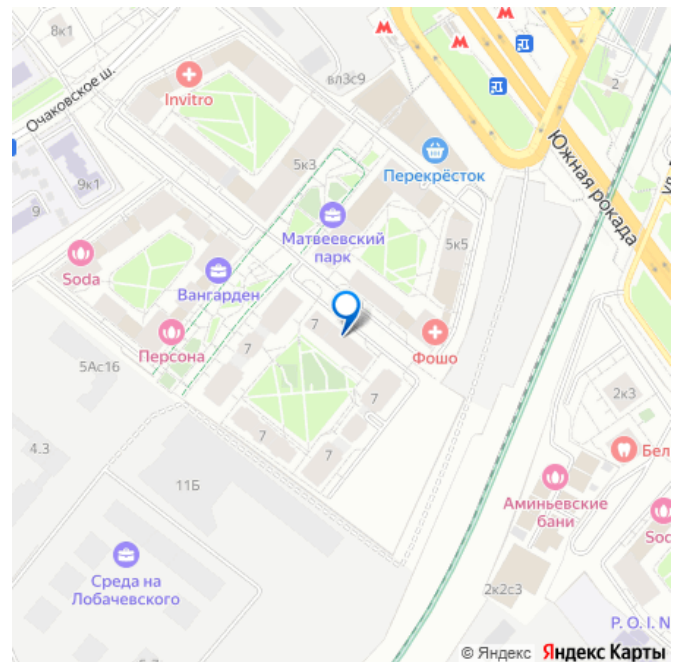 8к1
вл3с9
2
Очаковское ш.
Invitro
Южная рокада
5к3
Перекрёсток
9к1
9
Матвеевский
парк
5к5
Soda
Вангарден
7
Фошо
Персона
7
5Ас16
7
2к3
7
7
Бел
4.3
11Б
Аминьевские
бани
Soc
Среда на
Лобачевского
2к2с3
P. O. I. N
© Яндекс Яндекс Карты